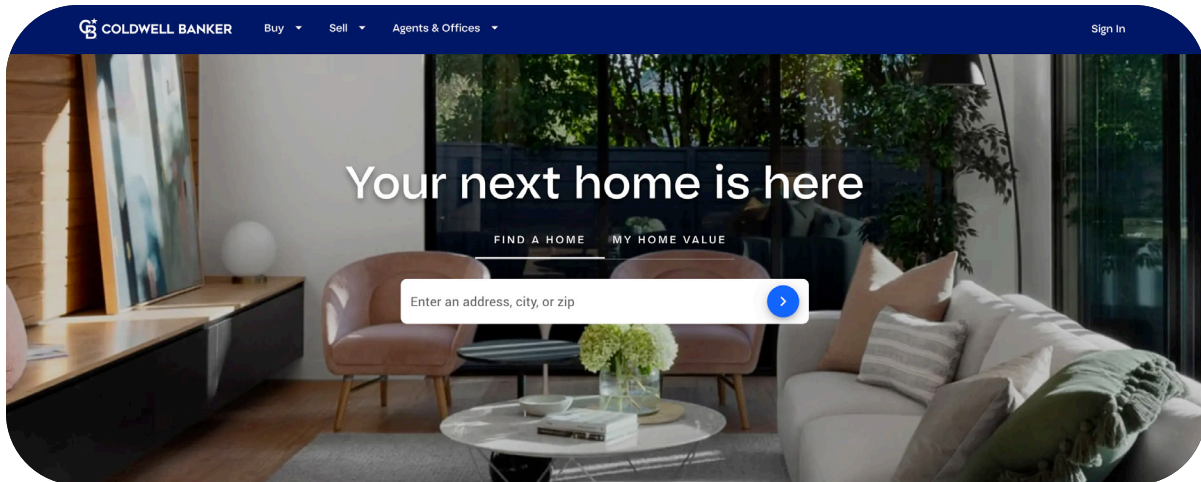 CB COLDWELL BANKER Buy Sell Agents & Offices Sign In
Your next home is here
FIND A HOME MY HOME VALUE
Enter an address, city, or zip